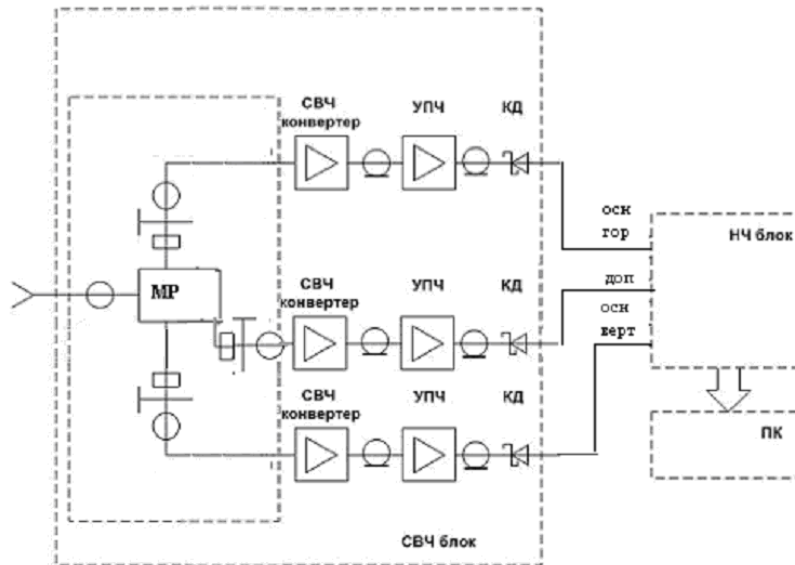 СВЧ
конвертер
УПЧ
КД
осн
гор
НЧ блок
МР
СВЧ
конвертер
УПЧ
КД
доп
осн
верт
СВЧ
конвертер
УПЧ
КД
ПК
СВЧ блок